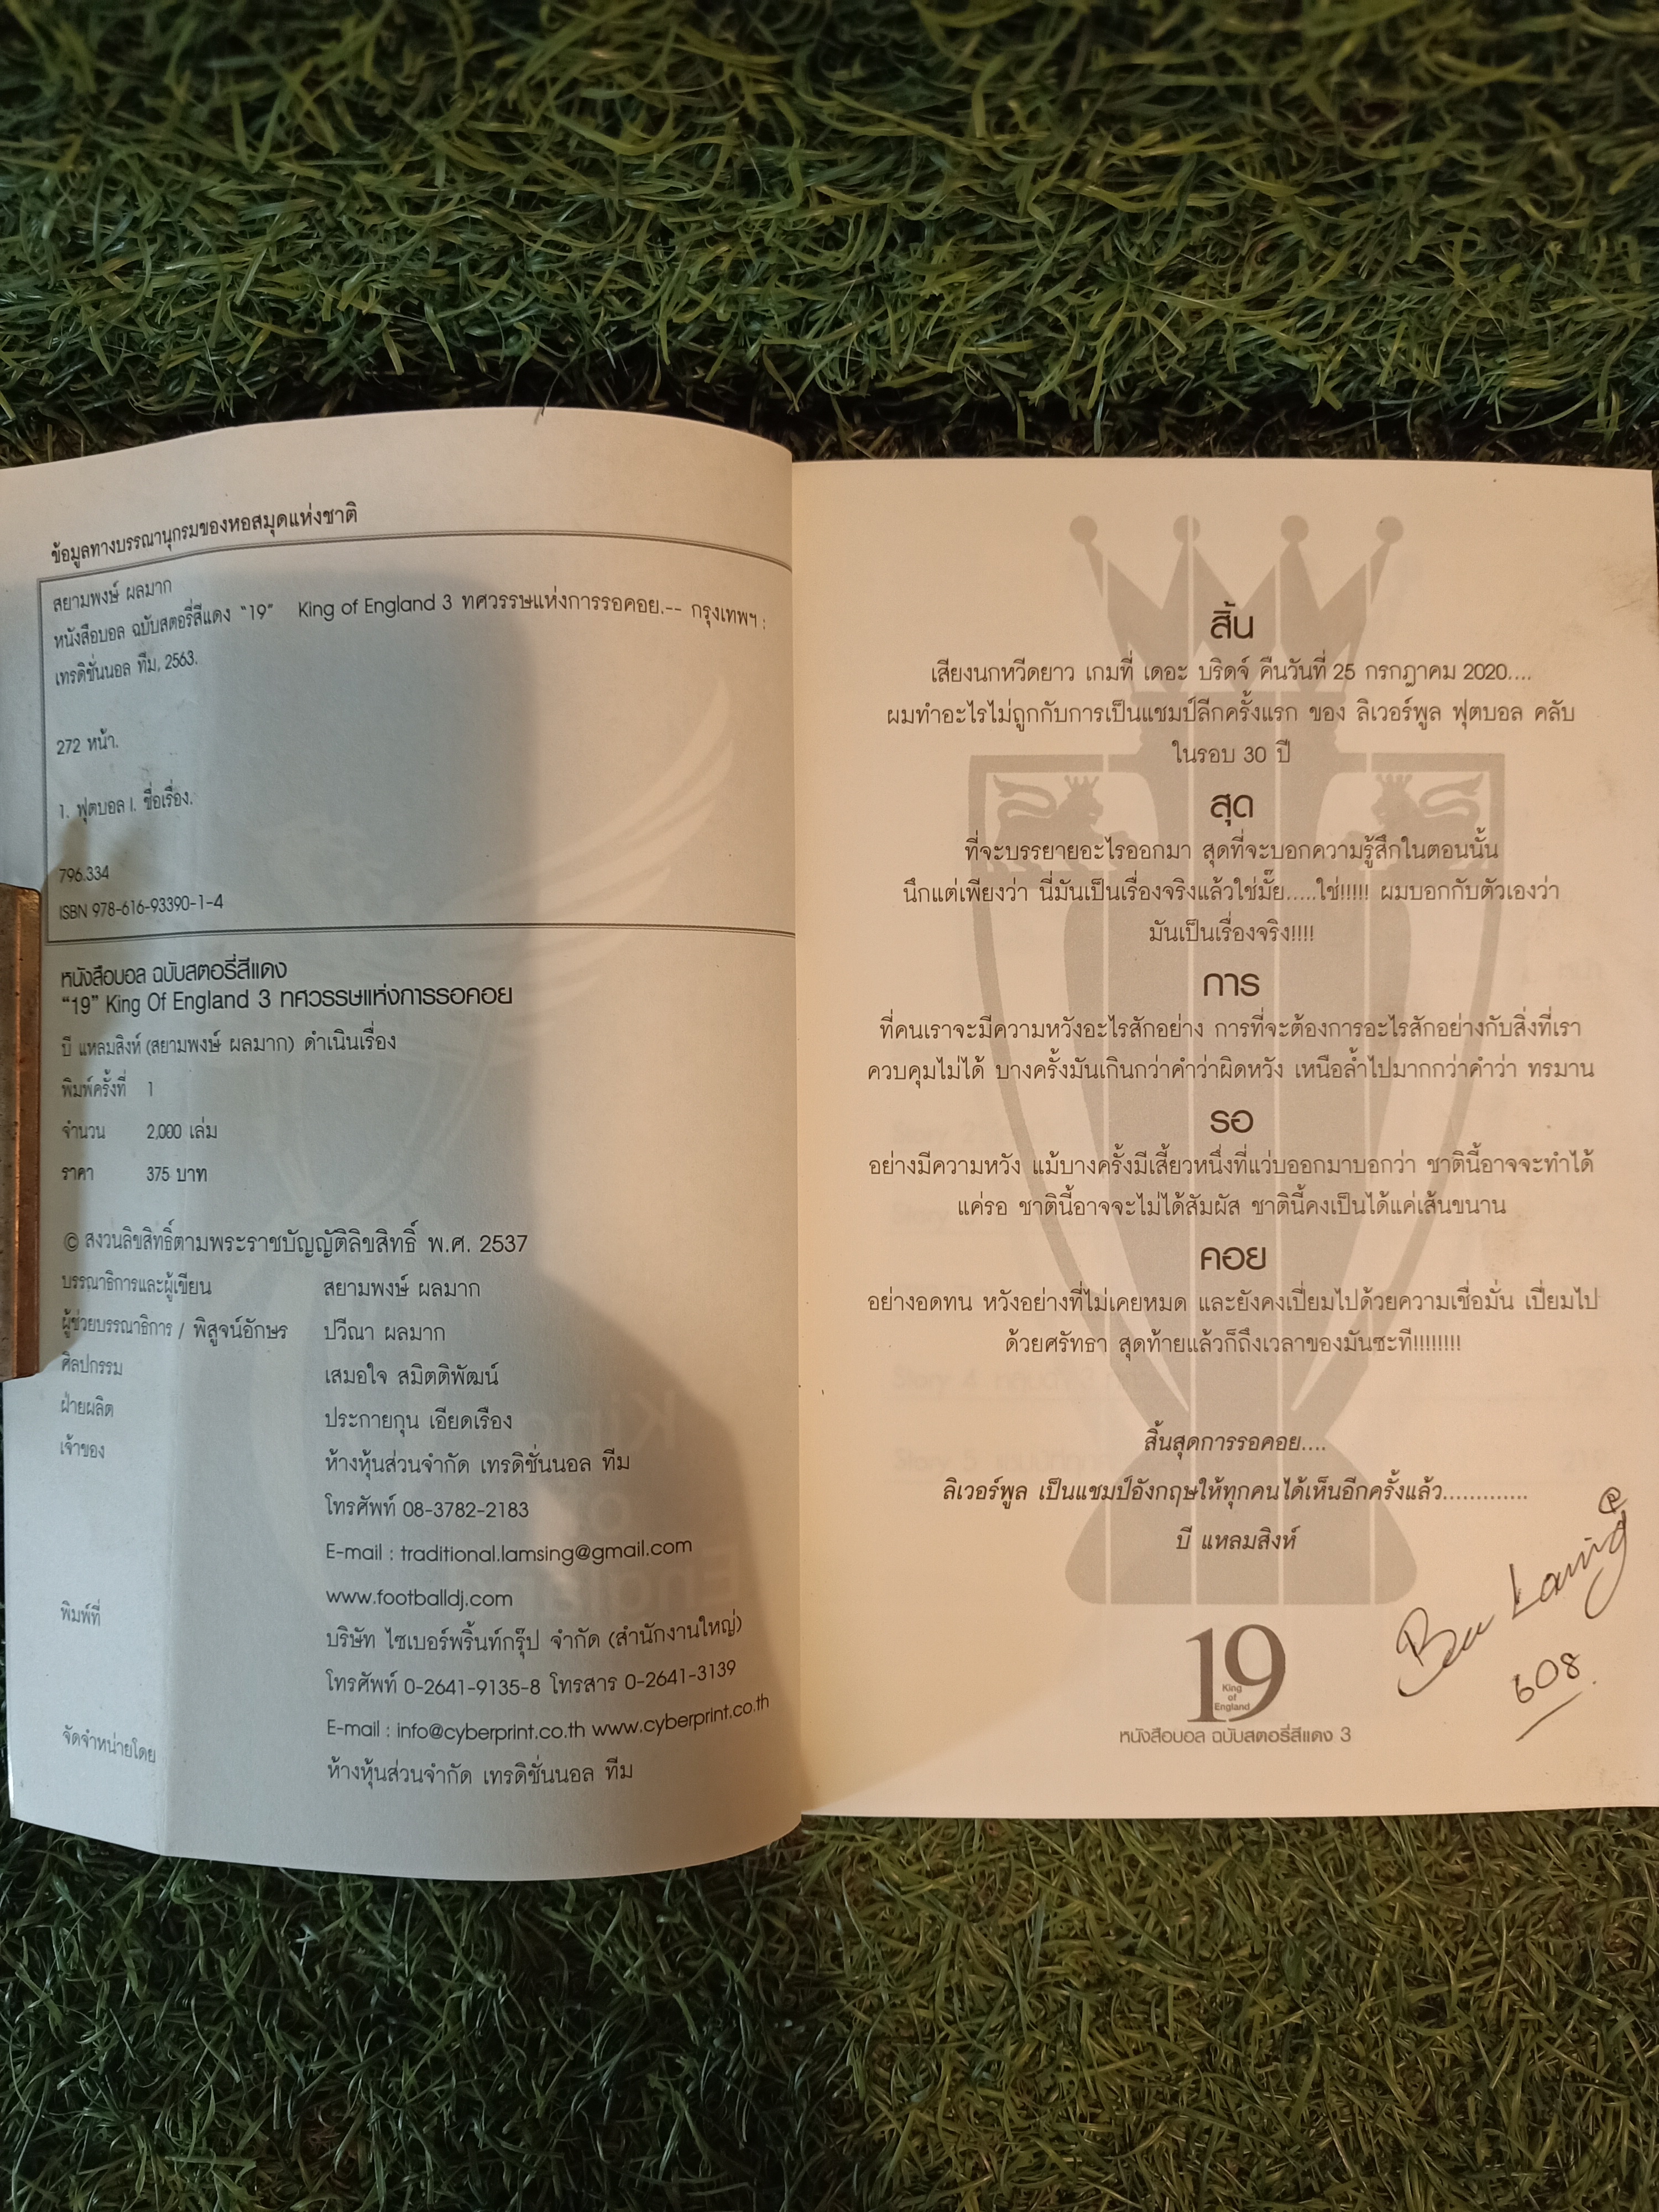 ข้อมูลทางบรรณานุกรมของหอสมุดแห่งชาติ
สยามพงษ์ ผลมาก
หนังสือบอล ฉบับสตอรี่สีแดง "19" King of England 3 ทศวรรษแห่งการรอคอย.-- กรุงเทพฯ :
เทรดิชั่นนอล ทีม, 2563.
272 หน้า.
1. ฟุตบอล I. ชื่อเรื่อง.
796.334
ISBN 978-616-93390-1-4
หนังสือบอล ฉบับสตอรี่สีแดง
"19" King Of England 3 ทศวรรษแห่งการรอคอย
บี แหลมสิงห์ (สยามพงษ์ ผลมาก) ดำเนินเรื่อง
พิมพ์ครั้งที่ 1
จำนวน 2,000 เล่ม
ราคา 375 บาท
© สงวนลิขสิทธิ์ตามพระราชบัญญัติลิขสิทธิ์ พ.ศ. 2537
บรรณาธิการและผู้เขียน สยามพงษ์ ผลมาก
ผู้ช่วยบรรณาธิการ / พิสูจน์อักษร ปวีณา ผลมาก
ศิลปกรรม เสมอใจ สมิตติพัฒน์
ฝ่ายผลิต ประกายกุน เอียดเรือง
เจ้าของ ห้างหุ้นส่วนจำกัด เทรดิชั่นนอล ทีม
โทรศัพท์ 08-3782-2183
E-mail : traditional.lamsing@gmail.com
www.footballdj.com
พิมพ์ที่ บริษัท ไซเบอร์พริ้นท์กรุ๊ป จำกัด (สำนักงานใหญ่)
โทรศัพท์ 0-2641-9135-8 โทรสาร 0-2641-3139
E-mail : info@cyberprint.co.th www.cyberprint.co.th
จัดจำหน่ายโดย ห้างหุ้นส่วนจำกัด เทรดิชั่นนอล ทีม
สิ้น
เสียงนกหวีดยาว เกมที่ เดอะ บริดจ์ คืนวันที่ 25 กรกฎาคม 2020....
ผมทำอะไรไม่ถูกกับการเป็นแชมป์ลีกครั้งแรก ของ ลิเวอร์พูล ฟุตบอล คลับ
ในรอบ 30 ปี
สุด
ที่จะบรรยายอะไรออกมา สุดที่จะบอกความรู้สึกในตอนนั้น
นึกแต่เพียงว่า นี่มันเป็นเรื่องจริงแล้วใช่มั๊ย.....ใช่!!!!! ผมบอกกับตัวเองว่า
มันเป็นเรื่องจริง!!!!
การ
ที่คนเราจะมีความหวังอะไรสักอย่าง การที่จะต้องการอะไรสักอย่างกับสิ่งที่เรา
ควบคุมไม่ได้ บางครั้งมันเกินกว่าคำว่าผิดหวัง เหนือล้ำไปมากกว่าคำว่า ทรมาน
รอ
อย่างมีความหวัง แม้บางครั้งมีเสี้ยวหนึ่งที่แว่บออกมาบอกว่า ชาตินี้อาจจะทำได้
แค่รอ ชาตินี้อาจจะไม่ได้สัมผัส ชาตินี้คงเป็นได้แค่เส้นขนาน
คอย
อย่างอดทน หวังอย่างที่ไม่เคยหมด และยังคงเปี่ยมไปด้วยความเชื่อมั่น เปี่ยมไป
ด้วยศรัทธา สุดท้ายแล้วก็ถึงเวลาของมันซะที!!!!!!!!
สิ้นสุดการรอคอย....
ลิเวอร์พูล เป็นแชมป์อังกฤษให้ทุกคนได้เห็นอีกครั้งแล้ว.............
บี แหลมสิงห์
Bee Lamsing
608
19
King
of
England
หนังสือบอล ฉบับสตอรี่สีแดง 3